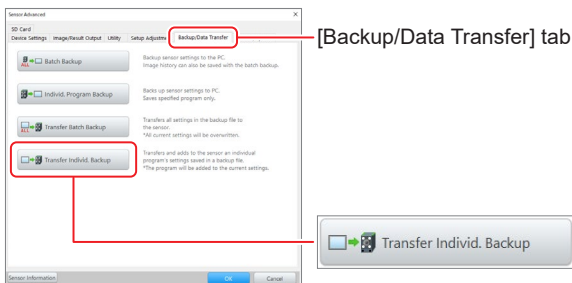 Sensor Advanced
SD Card
Device Settings Image/Result Output Utility Setup Adjustment Backup/Data Transfer
[Backup/Data Transfer] tab
ALL Batch Backup
Backup sensor settings to the PC.
Image history can also be saved with the batch backup.
Individ. Program Backup
Backs up sensor settings to PC.
Saves specified program only.
ALL Transfer Batch Backup
Transfers all settings in the backup file to
the sensor.
*All current settings will be overwritten.
Transfer Individ. Backup
Transfers and adds to the sensor an individual
program's settings saved in a backup file.
*The program will be added to the current settings.
Transfer Individ. Backup
Sensor Information
OK
Cancel